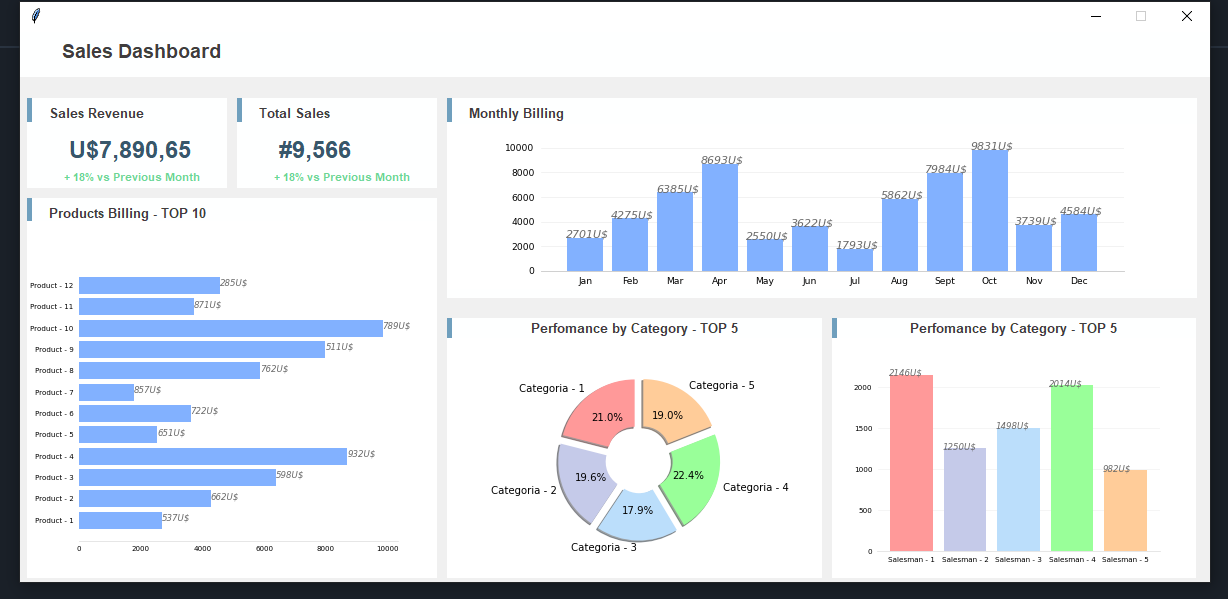 Sales Dashboard
Sales Revenue
U$7,890,65
+ 18% vs Previous Month
Total Sales
#9,566
+ 18% vs Previous Month
Monthly Billing
10000
8000
6000
4000
2000
0
2701U$
4275U$
6385U$
8693U$
2550U$
3622U$
1793U$
5862U$
7984U$
9831U$
3739U$
4584U$
Jan Feb Mar Apr May Jun Jul Aug Sept Oct Nov Dec
Products Billing - TOP 10
Product - 12 285U$
Product - 11 871U$
Product - 10 789U$
Product - 9 511U$
Product - 8 762U$
Product - 7 857U$
Product - 6 722U$
Product - 5 651U$
Product - 4 932U$
Product - 3 598U$
Product - 2 662U$
Product - 1 537U$
0 2000 4000 6000 8000 10000
Perfomance by Category - TOP 5
Categoria - 1
21.0%
Categoria - 5
19.0%
Categoria - 2
19.6%
Categoria - 4
22.4%
17.9%
Categoria - 3
Perfomance by Category - TOP 5
2000
1500
1000
500
0
2146U$
1250U$
1498U$
2014U$
982U$
Salesman - 1 Salesman - 2 Salesman - 3 Salesman - 4 Salesman - 5